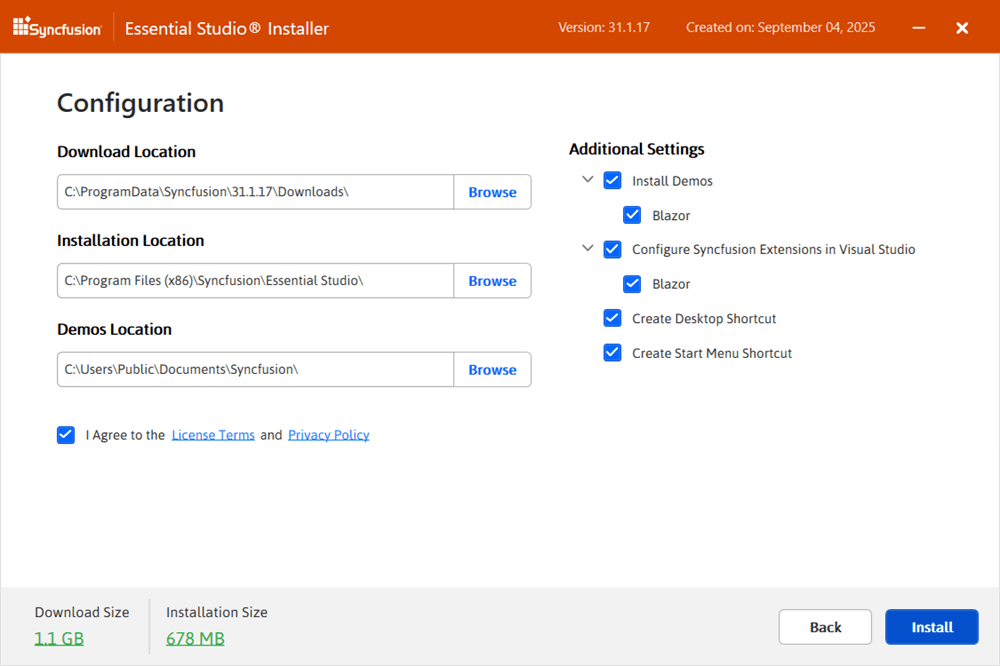 Syncfusion
Essential Studio® Installer
Version: 31.1.17
Created on: September 04, 2025
Configuration
Download Location
C:\ProgramData\Syncfusion\31.1.17\Downloads\
Browse
Installation Location
C:\Program Files (x86)\Syncfusion\Essential Studio\
Browse
Demos Location
C:\Users\Public\Documents\Syncfusion\
Browse
I Agree to the License Terms and Privacy Policy
Additional Settings
Install Demos
Blazor
Configure Syncfusion Extensions in Visual Studio
Blazor
Create Desktop Shortcut
Create Start Menu Shortcut
Download Size
1.1 GB
Installation Size
678 MB
Back
Install